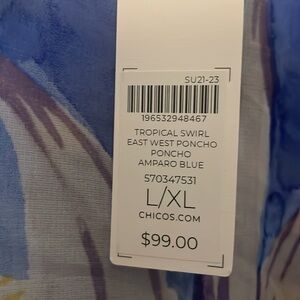 SU21-23
196532948467
TROPICAL SWIRL
EAST WEST PONCHO
PONCHO
AMPARO BLUE
570347531
L/XL
CHICOS.COM
$99.00